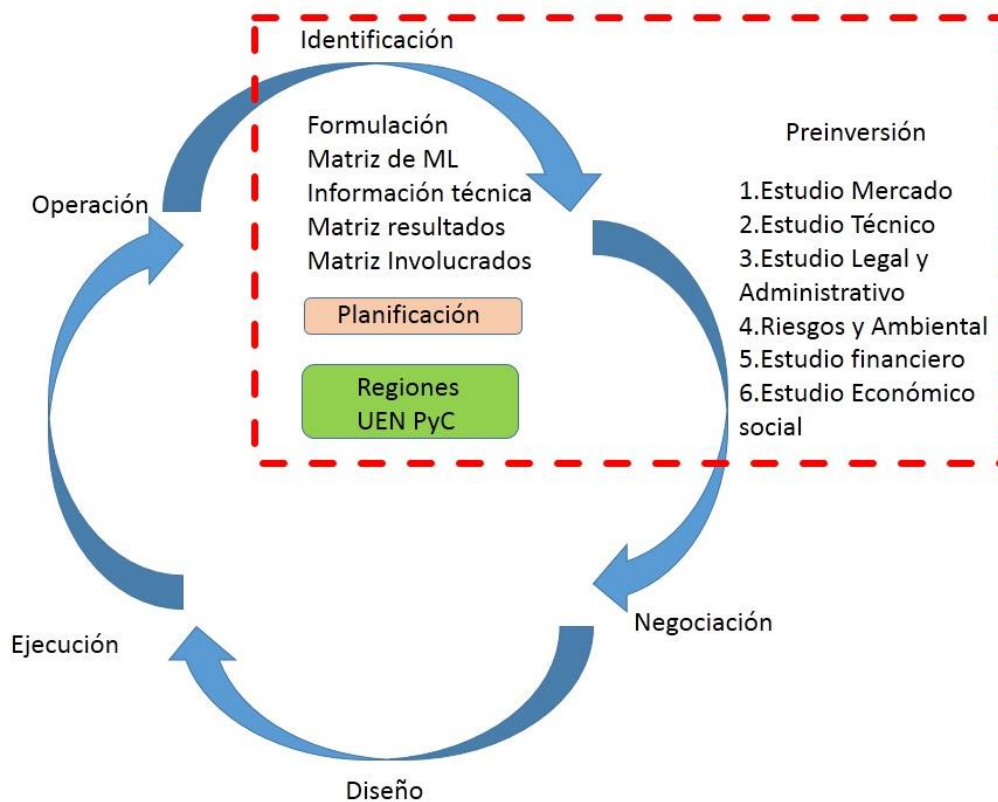 Identificación
Formulación
Matriz de ML
Información técnica
Matriz resultados
Matriz Involucrados
Planificación
Regiones
UEN PyC
Preinversión
1.Estudio Mercado
2.Estudio Técnico
3.Estudio Legal y
Administrativo
4.Riesgos y Ambiental
5.Estudio financiero
6.Estudio Económico
social
Operación
Negociación
Ejecución
Diseño